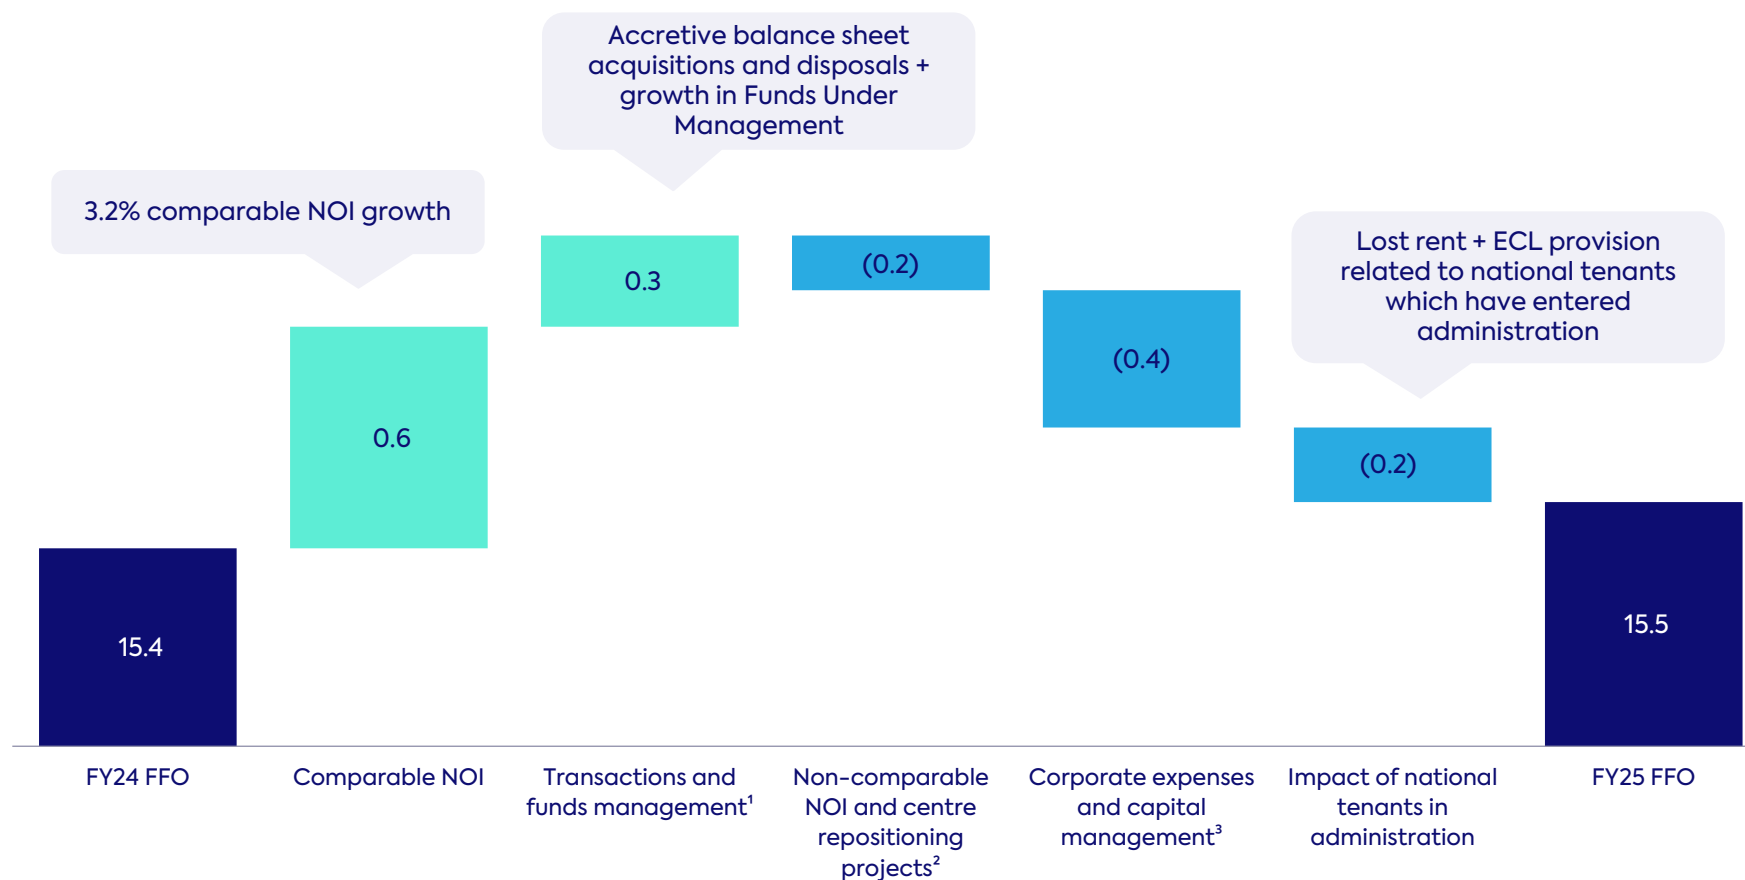 Accretive balance sheet
acquisitions and disposals +
growth in Funds Under
Management
3.2% comparable NOI growth
Lost rent + ECL provision
related to national tenants
which have entered
administration
0.3
(0.2)
(0.4)
0.6
(0.2)
15.4
15.5
FY24 FFO
Comparable NOI
Transactions and
funds management¹
Non-comparable
NOI and centre
repositioning
projects²
Corporate expenses
and capital
management³
Impact of national
tenants in
administration
FY25 FFO